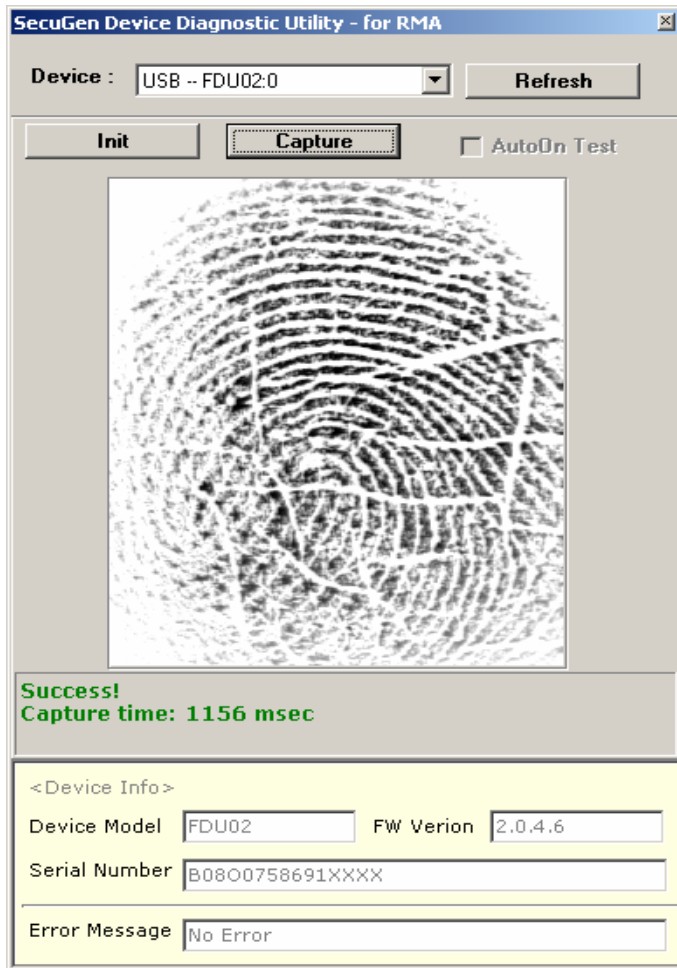 SecuGen Device Diagnostic Utility - for RMA
Device : USB -- FDU02:0 Refresh
Init Capture AutoOn Test
Success!
Capture time: 1156 msec
<Device Info>
Device Model FDU02 FW Verion 2.0.4.6
Serial Number B08O0758691XXXX
Error Message No Error